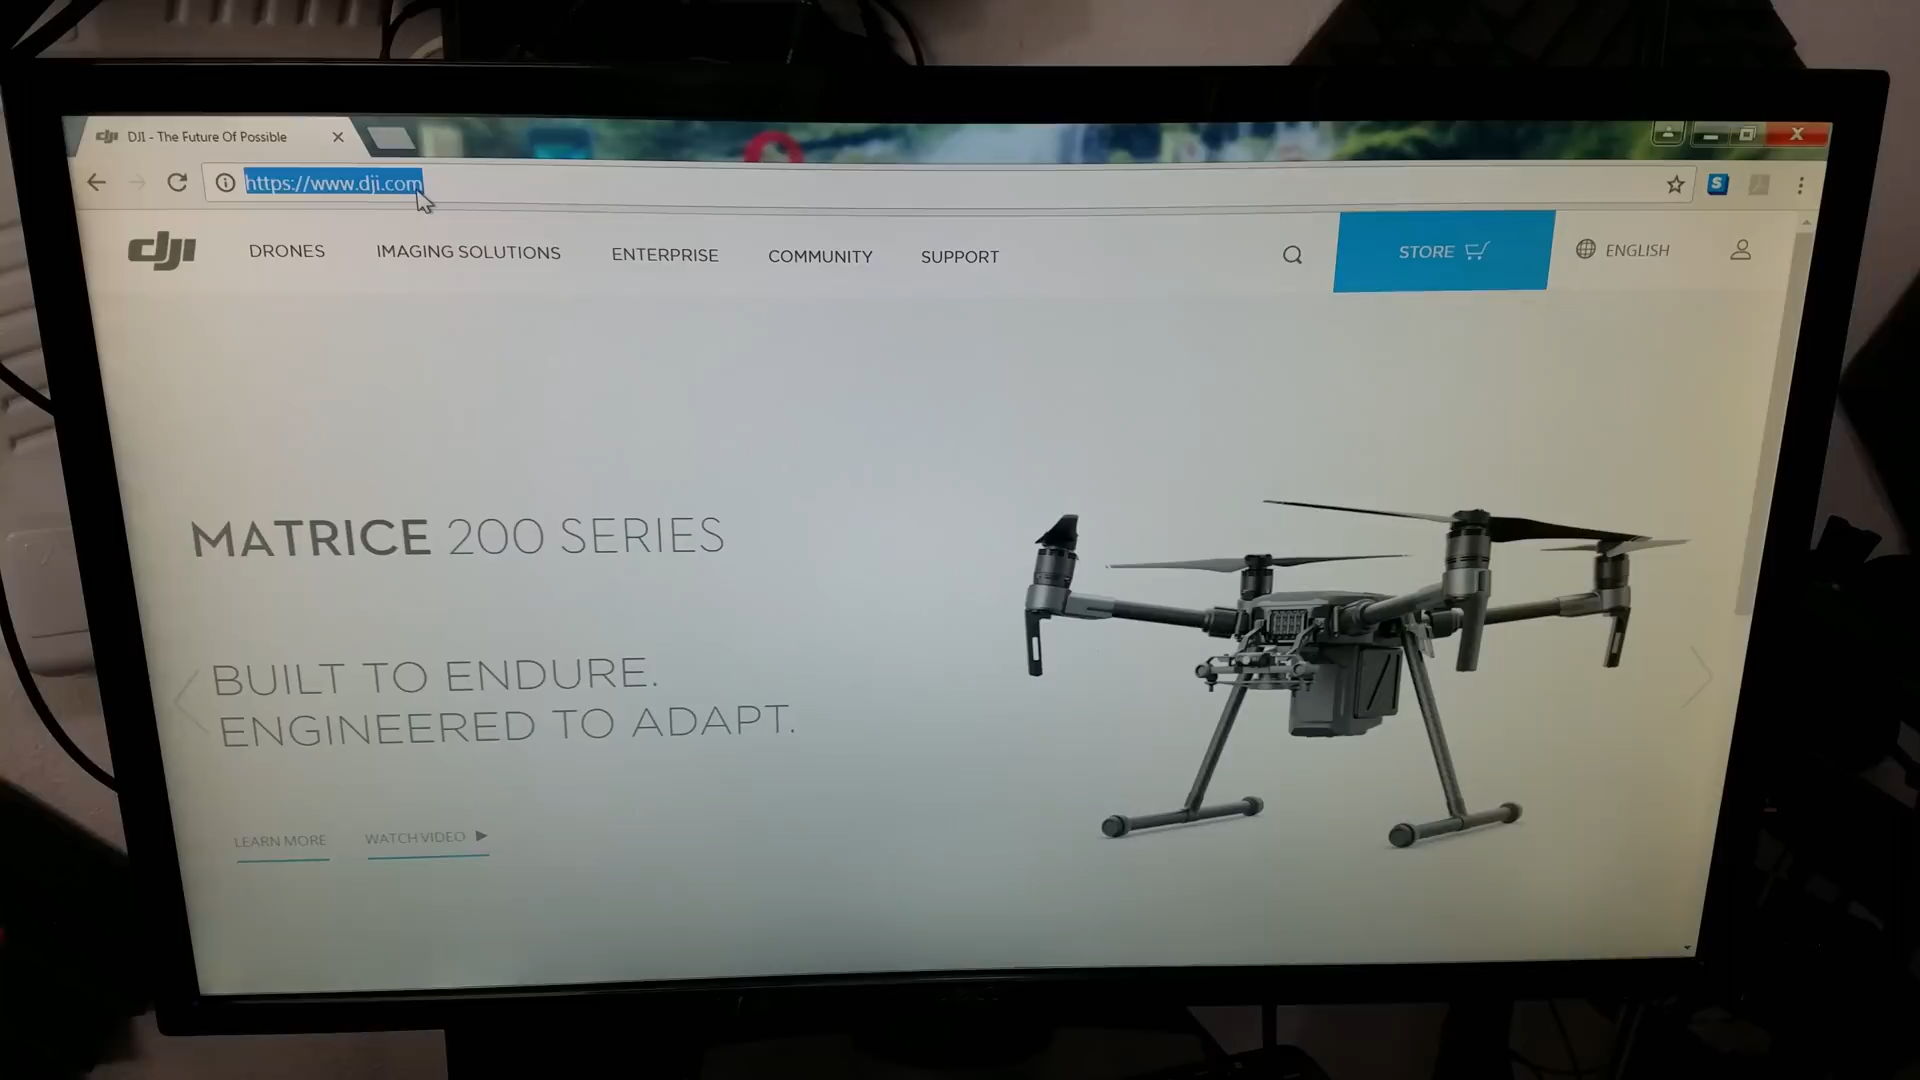 DJI - The Future Of Possible
https://www.dji.com
S
dji
DRONES
IMAGING SOLUTIONS
ENTERPRISE
COMMUNITY
SUPPORT
STORE
ENGLISH
MATRICE 200 SERIES
BUILT TO ENDURE.
ENGINEERED TO ADAPT.
LEARN MORE
WATCH VIDEO